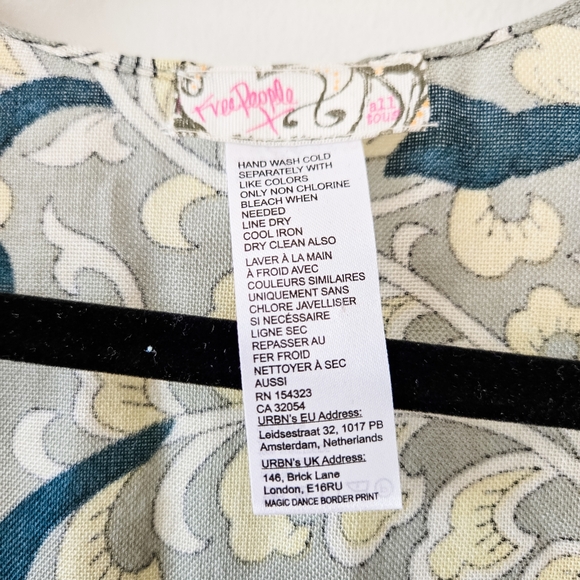 Free People
HAND WASH COLD
SEPARATELY WITH
LIKE COLORS
ONLY NON CHLORINE
BLEACH WHEN
NEEDED
LINE DRY
COOL IRON
DRY CLEAN ALSO
LAVER À LA MAIN
À FROID AVEC
COULEURS SIMILAIRES
UNIQUEMENT SANS
CHLORE JAVELLISER
SI NECÉSSAIRE
LIGNE SEC
REPASSER AU
FER FROID
NETTOYER À SEC
AUSSI
RN 154323
CA 32054
URBN's EU Address:
Leidsestraat 32, 1017 PB
Amsterdam, Netherlands
URBN's UK Address:
146, Brick Lane
London, E16RU
MAGIC DANCE BORDER PRINT